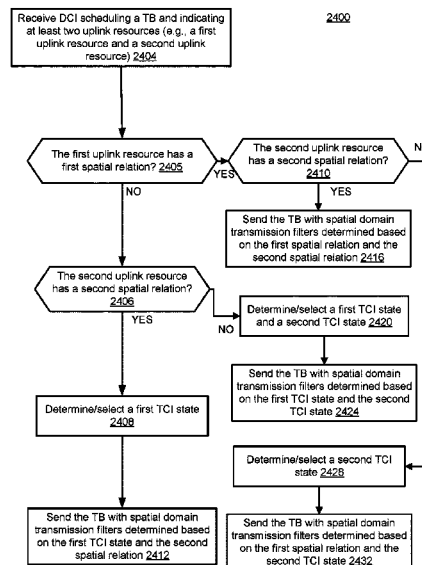 2400
Receive DCI scheduling a TB and indicating
at least two uplink resources (e.g., a first
uplink resource and a second uplink
resource) 2404
The first uplink resource has a
first spatial relation? 2405
YES
The second uplink resource
has a second spatial relation?
2410
NO
YES
Send the TB with spatial domain
transmission filters determined based
on the first spatial relation and the
second spatial relation 2416
The second uplink resource
has a second spatial relation?
2406
NO
YES
Determine/select a first TCI state
and a second TCI state 2420
Send the TB with spatial domain
transmission filters determined based
on the first TCI state and the second
TCI state 2424
Determine/select a first TCI state
2408
Determine/select a second TCI
state 2428
Send the TB with spatial domain
transmission filters determined based
on the first TCI state and the second
spatial relation 2412
Send the TB with spatial domain
transmission filters determined based
on the first spatial relation and the
second TCI state 2432